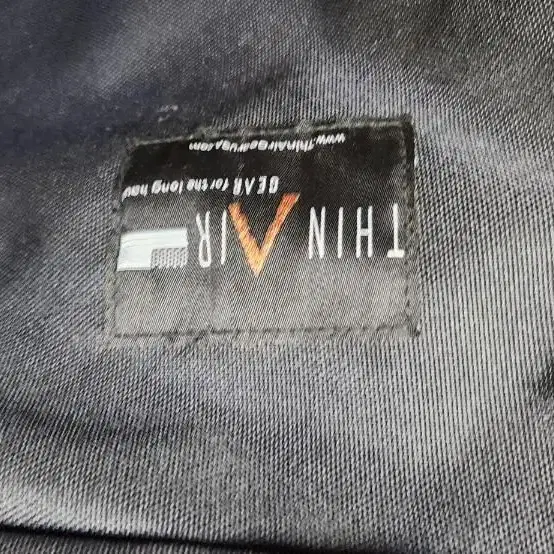 THIN AIR
GEAR for the long haul
www.ThinAirGearUSA.com